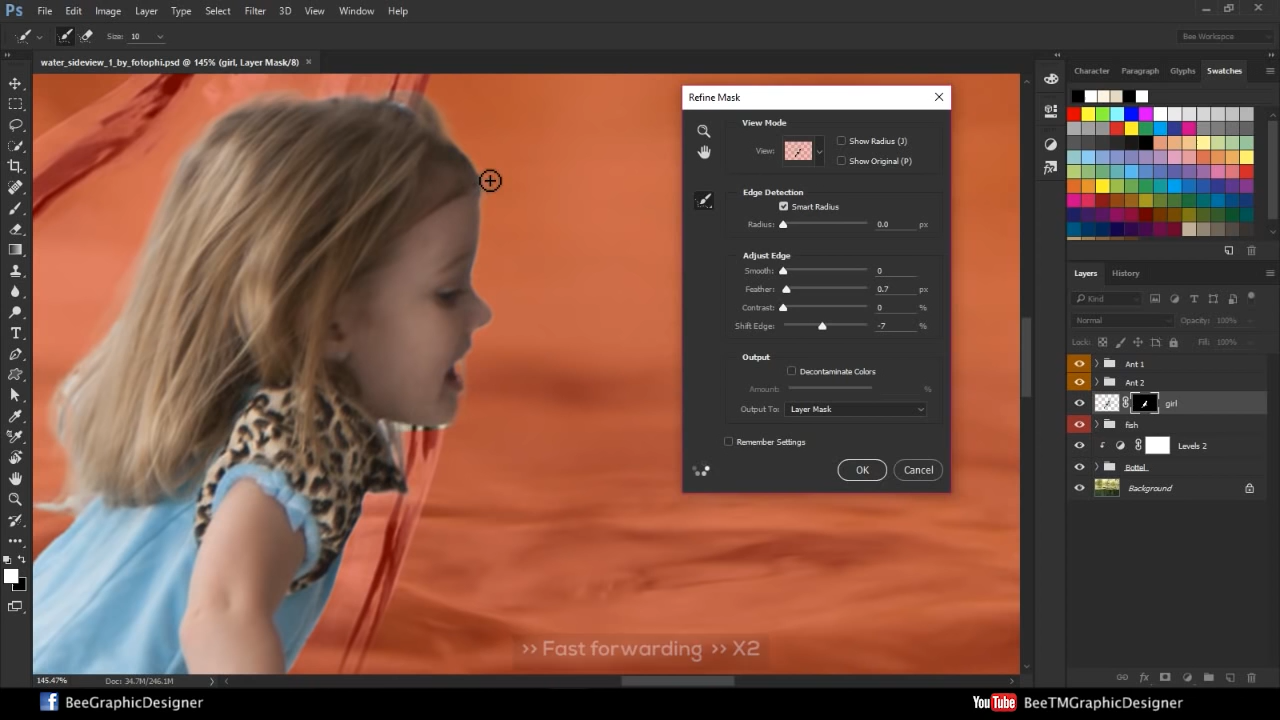 Ps File Edit Image Layer Type Select Filter 3D View Window Help
Size: 10
Bee Workspce
water_sideview_1_by_fotophi.psd @ 145% (girl, Layer Mask/8) ×
Character Paragraph Glyphs Swatches
Refine Mask
View Mode
View:
Show Radius (J)
Show Original (P)
Edge Detection
Smart Radius
Radius: 0.0 px
Adjust Edge
Smooth: 0
Feather: 0.7 px
Contrast: 0 %
Shift Edge: -7 %
Output
Decontaminate Colors
Amount: %
Output To: Layer Mask
Remember Settings
OK Cancel
Layers History
Kind
Normal Opacity: 100%
Lock: Fill: 100%
Ant 1
Ant 2
girl
fish
Levels 2
Bottel
Background
>> Fast forwarding >> X2
145.47% Doc: 34.7M/246.1M
f BeeGraphicDesigner
YouTube BeeTMGraphicDesigner